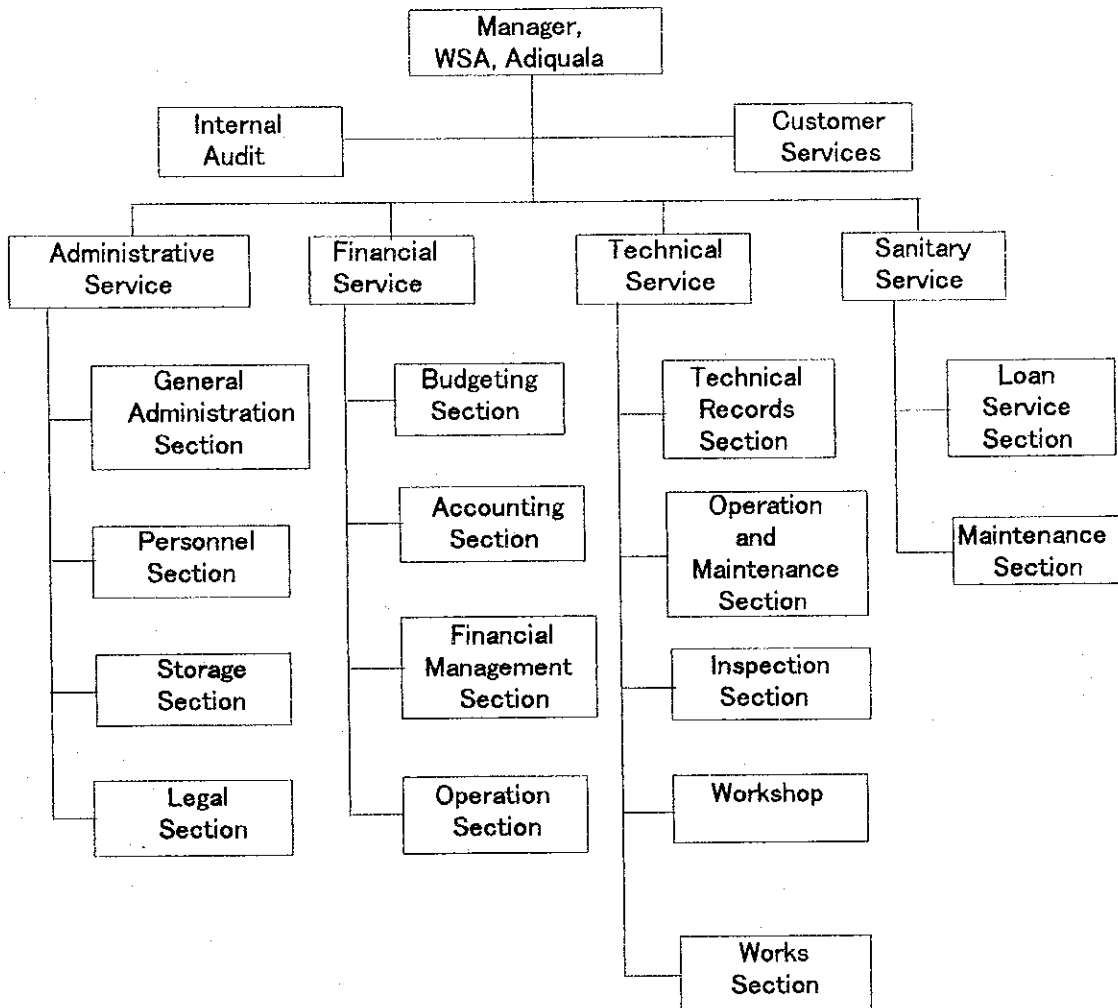 Manager,
WSA, Adiquala
Internal
Audit
Customer
Services
Administrative
Service
Financial
Service
Technical
Service
Sanitary
Service
General
Administration
Section
Personnel
Section
Storage
Section
Legal
Section
Budgeting
Section
Accounting
Section
Financial
Management
Section
Operation
Section
Technical
Records
Section
Operation
and
Maintenance
Section
Inspection
Section
Workshop
Works
Section
Loan
Service
Section
Maintenance
Section